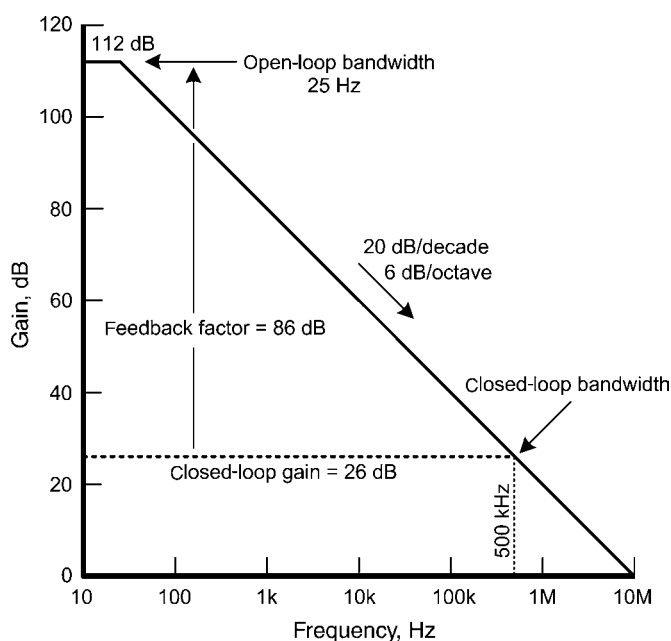 120
112 dB
Open-loop bandwidth
25 Hz
100
80
20 dB/decade
6 dB/octave
60
Gain, dB
Feedback factor = 86 dB
40
Closed-loop bandwidth
Closed-loop gain = 26 dB
20
500 kHz
0
10 100 1k 10k 100k 1M 10M
Frequency, Hz